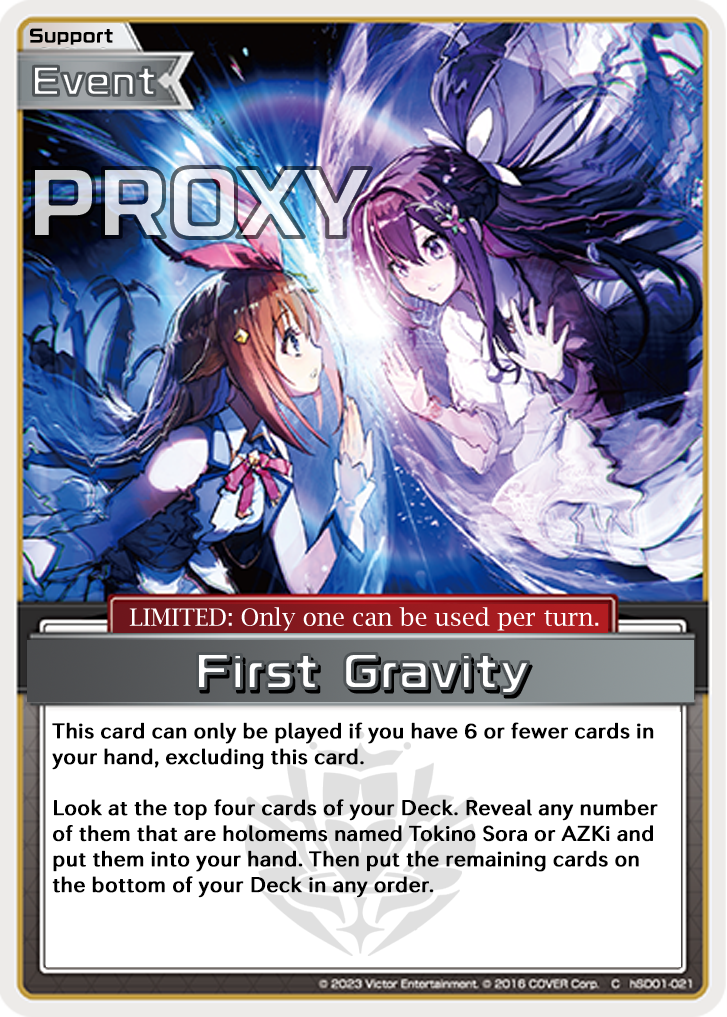 Support
Event
PROXY
LIMITED: Only one can be used per turn.
First Gravity
This card can only be played if you have 6 or fewer cards in
your hand, excluding this card.
Look at the top four cards of your Deck. Reveal any number
of them that are holomems named Tokino Sora or AZKi and
put them into your hand. Then put the remaining cards on
the bottom of your Deck in any order.
© 2023 Victor Entertainment. © 2016 COVER Corp. C hSD01-021